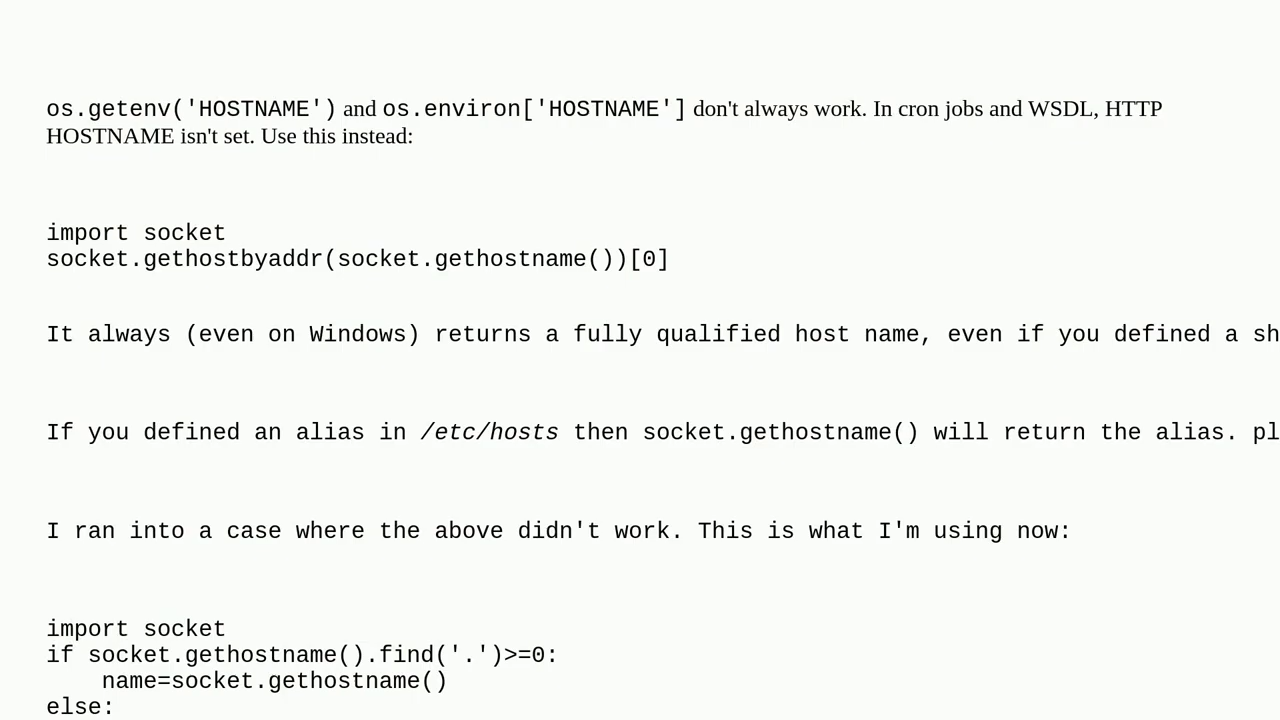 os.getenv('HOSTNAME') and os.environ['HOSTNAME'] don't always work. In cron jobs and WSDL, HTTP
HOSTNAME isn't set. Use this instead:
import socket
socket.gethostbyaddr(socket.gethostname())[0]
It always (even on Windows) returns a fully qualified host name, even if you defined a sh
If you defined an alias in /etc/hosts then socket.gethostname() will return the alias. pl
I ran into a case where the above didn't work. This is what I'm using now:
import socket
if socket.gethostname().find('.')>=0:
    name=socket.gethostname()
else: